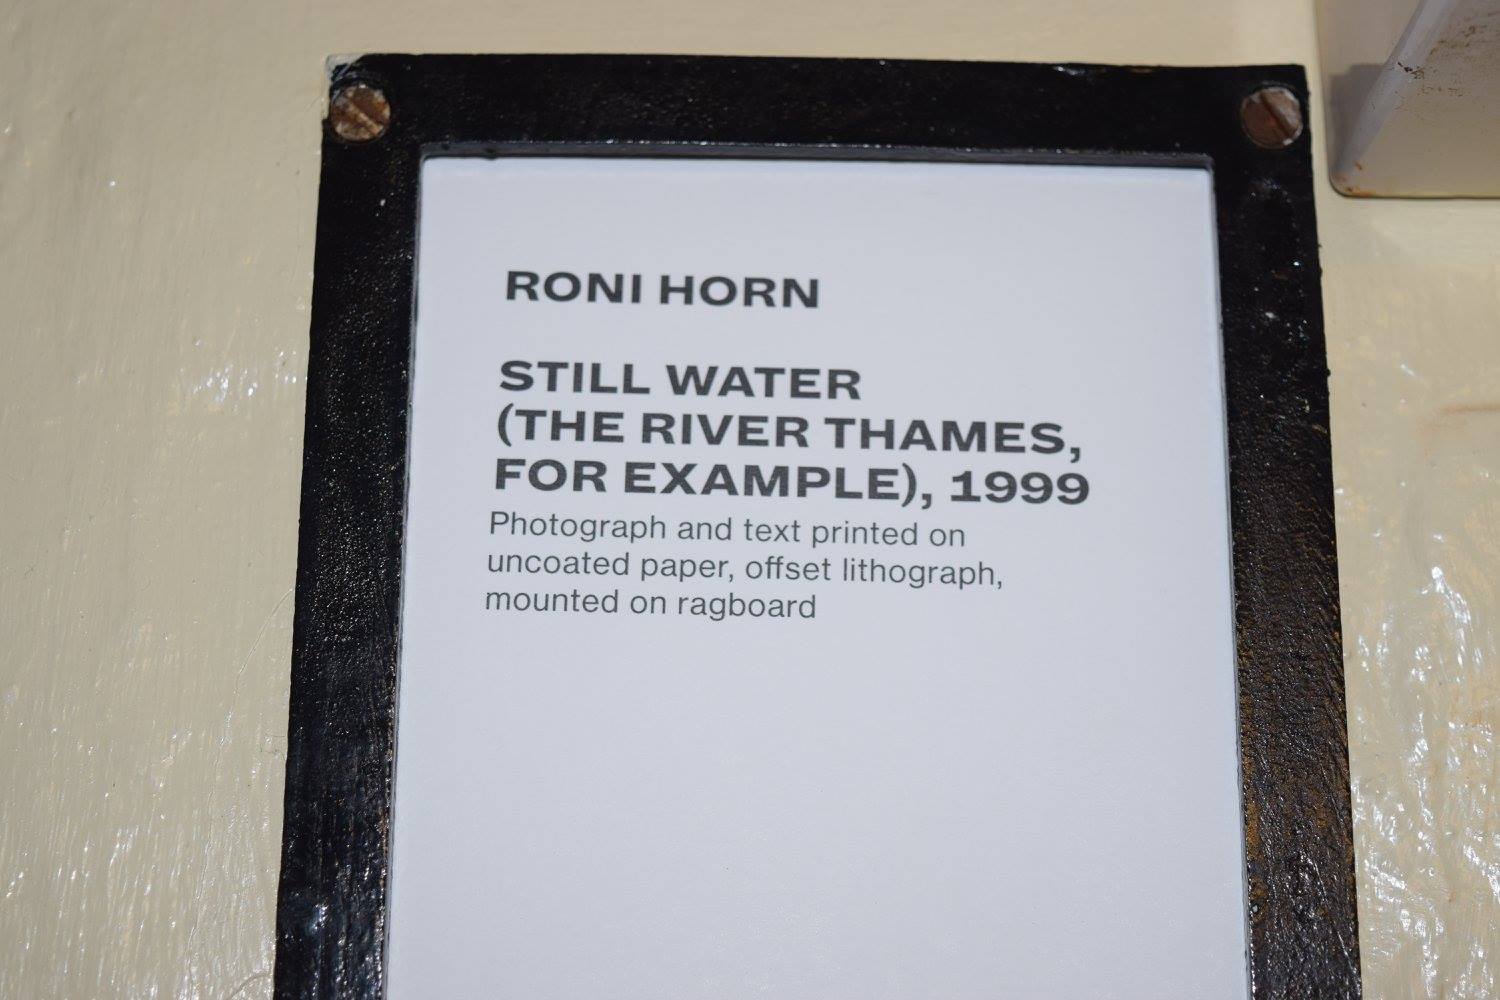 RONI HORN
STILL WATER
(THE RIVER THAMES,
FOR EXAMPLE), 1999
Photograph and text printed on
uncoated paper, offset lithograph,
mounted on ragboard